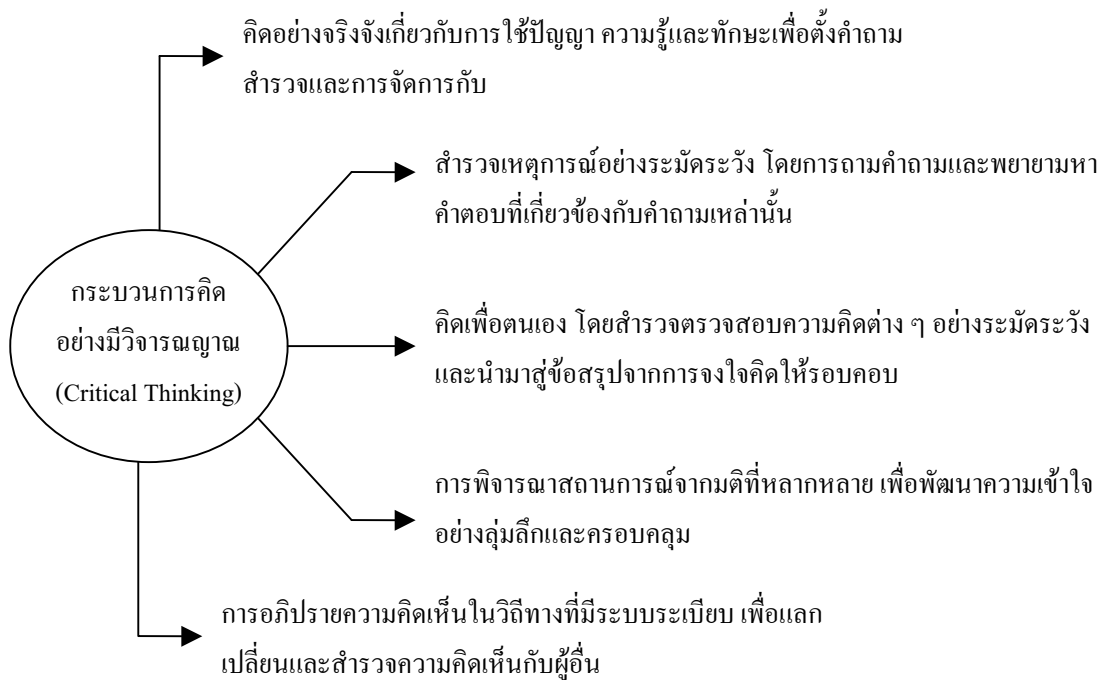 คิดอย่างจริงจังเกี่ยวกับการใช้ปัญญา ความรู้และทักษะเพื่อตั้งคำถาม
สำรวจและการจัดการกับ
สำรวจเหตุการณ์อย่างระมัดระวัง โดยการถามคำถามและพยายามหา
คำตอบที่เกี่ยวข้องกับคำถามเหล่านั้น
กระบวนการคิด
อย่างมีวิจารณญาณ
(Critical Thinking)
คิดเพื่อตนเอง โดยสำรวจตรวจสอบความคิดต่าง ๆ อย่างระมัดระวัง
และนำมาสู่ข้อสรุปจากการจงใจคิดให้รอบคอบ
การพิจารณาสถานการณ์จากมติที่หลากหลาย เพื่อพัฒนาความเข้าใจ
อย่างลุ่มลึกและครอบคลุม
การอภิปรายความคิดเห็นในวิถีทางที่มีระบบระเบียบ เพื่อแลก
เปลี่ยนและสำรวจความคิดเห็นกับผู้อื่น